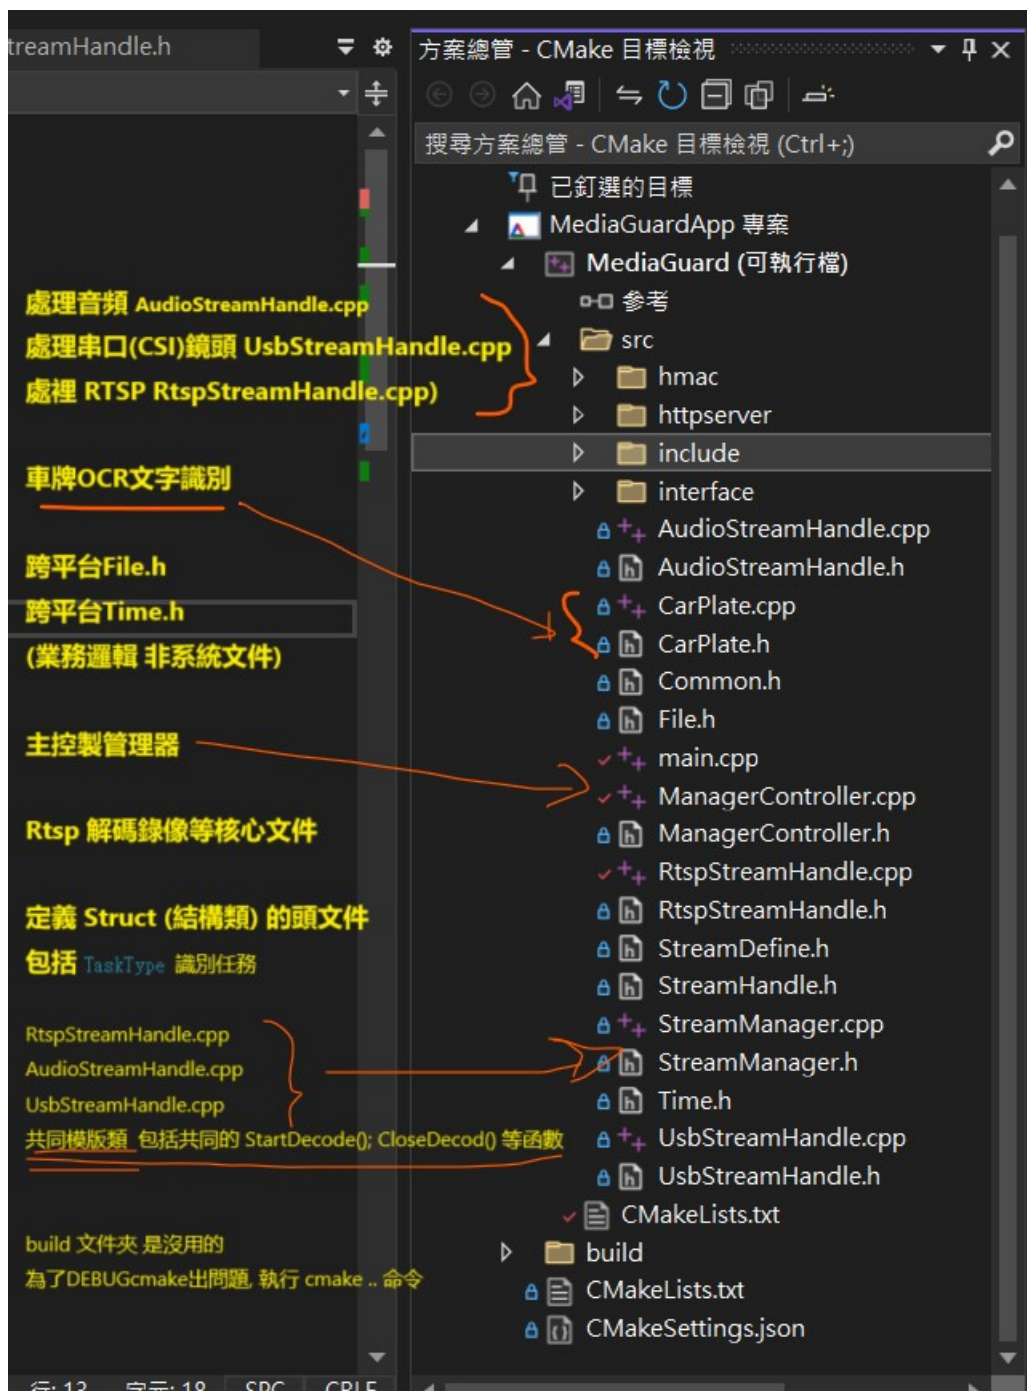 treamHandle.h
處理音頻 AudioStreamHandle.cpp
處理串口(CSI)鏡頭 UsbStreamHandle.cpp
處裡 RTSP RtspStreamHandle.cpp)
車牌OCR文字識別
跨平台File.h
跨平台Time.h
(業務邏輯 非系統文件)
主控製管理器
Rtsp 解碼錄像等核心文件
定義 Struct (結構類) 的頭文件
包括 TaskType 識別任務
RtspStreamHandle.cpp
AudioStreamHandle.cpp
UsbStreamHandle.cpp
共同模版類 包括共同的 StartDecode(); CloseDecod() 等函數
build 文件夾 是沒用的
為了DEBUGcmake出問題, 執行 cmake .. 命令
行: 13 字元: 18 SPC CRLF
方案總管 - CMake 目標檢視
搜尋方案總管 - CMake 目標檢視 (Ctrl+;)
已釘選的目標
MediaGuardApp 專案
MediaGuard (可執行檔)
參考
src
hmac
httpserver
include
interface
AudioStreamHandle.cpp
AudioStreamHandle.h
CarPlate.cpp
CarPlate.h
Common.h
File.h
main.cpp
ManagerController.cpp
ManagerController.h
RtspStreamHandle.cpp
RtspStreamHandle.h
StreamDefine.h
StreamHandle.h
StreamManager.cpp
StreamManager.h
Time.h
UsbStreamHandle.cpp
UsbStreamHandle.h
CMakeLists.txt
build
CMakeLists.txt
CMakeSettings.json